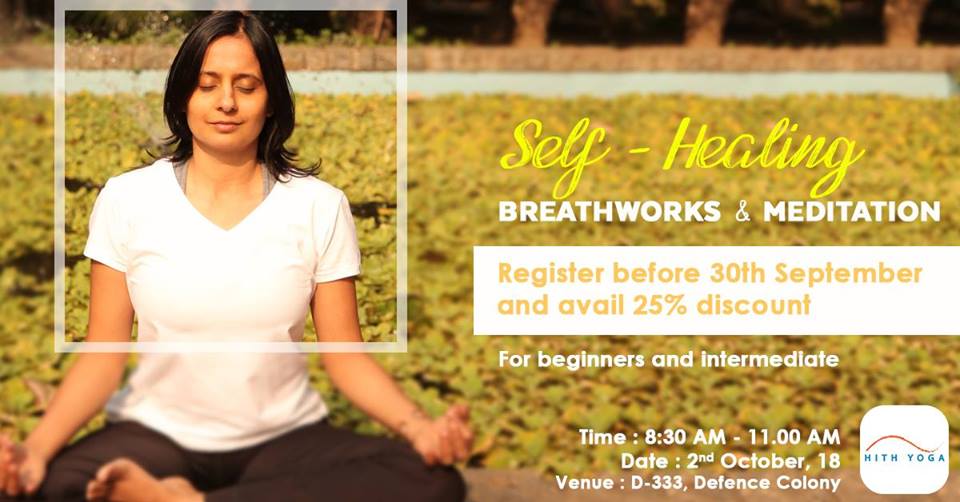 Self - Healing
BREATHWORKS & MEDITATION
Register before 30th September
and avail 25% discount
For beginners and intermediate
Time : 8:30 AM - 11.00 AM
Date : 2nd October, 18
Venue : D-333, Defence Colony
HITH YOGA